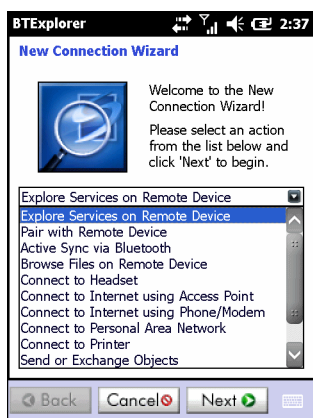 BTExplorer 2:37
New Connection Wizard
Welcome to the New
Connection Wizard!
Please select an action
from the list below and
click 'Next' to begin.
Explore Services on Remote Device
Explore Services on Remote Device
Pair with Remote Device
Active Sync via Bluetooth
Browse Files on Remote Device
Connect to Headset
Connect to Internet using Access Point
Connect to Internet using Phone/Modem
Connect to Personal Area Network
Connect to Printer
Send or Exchange Objects
Back Cancel Next